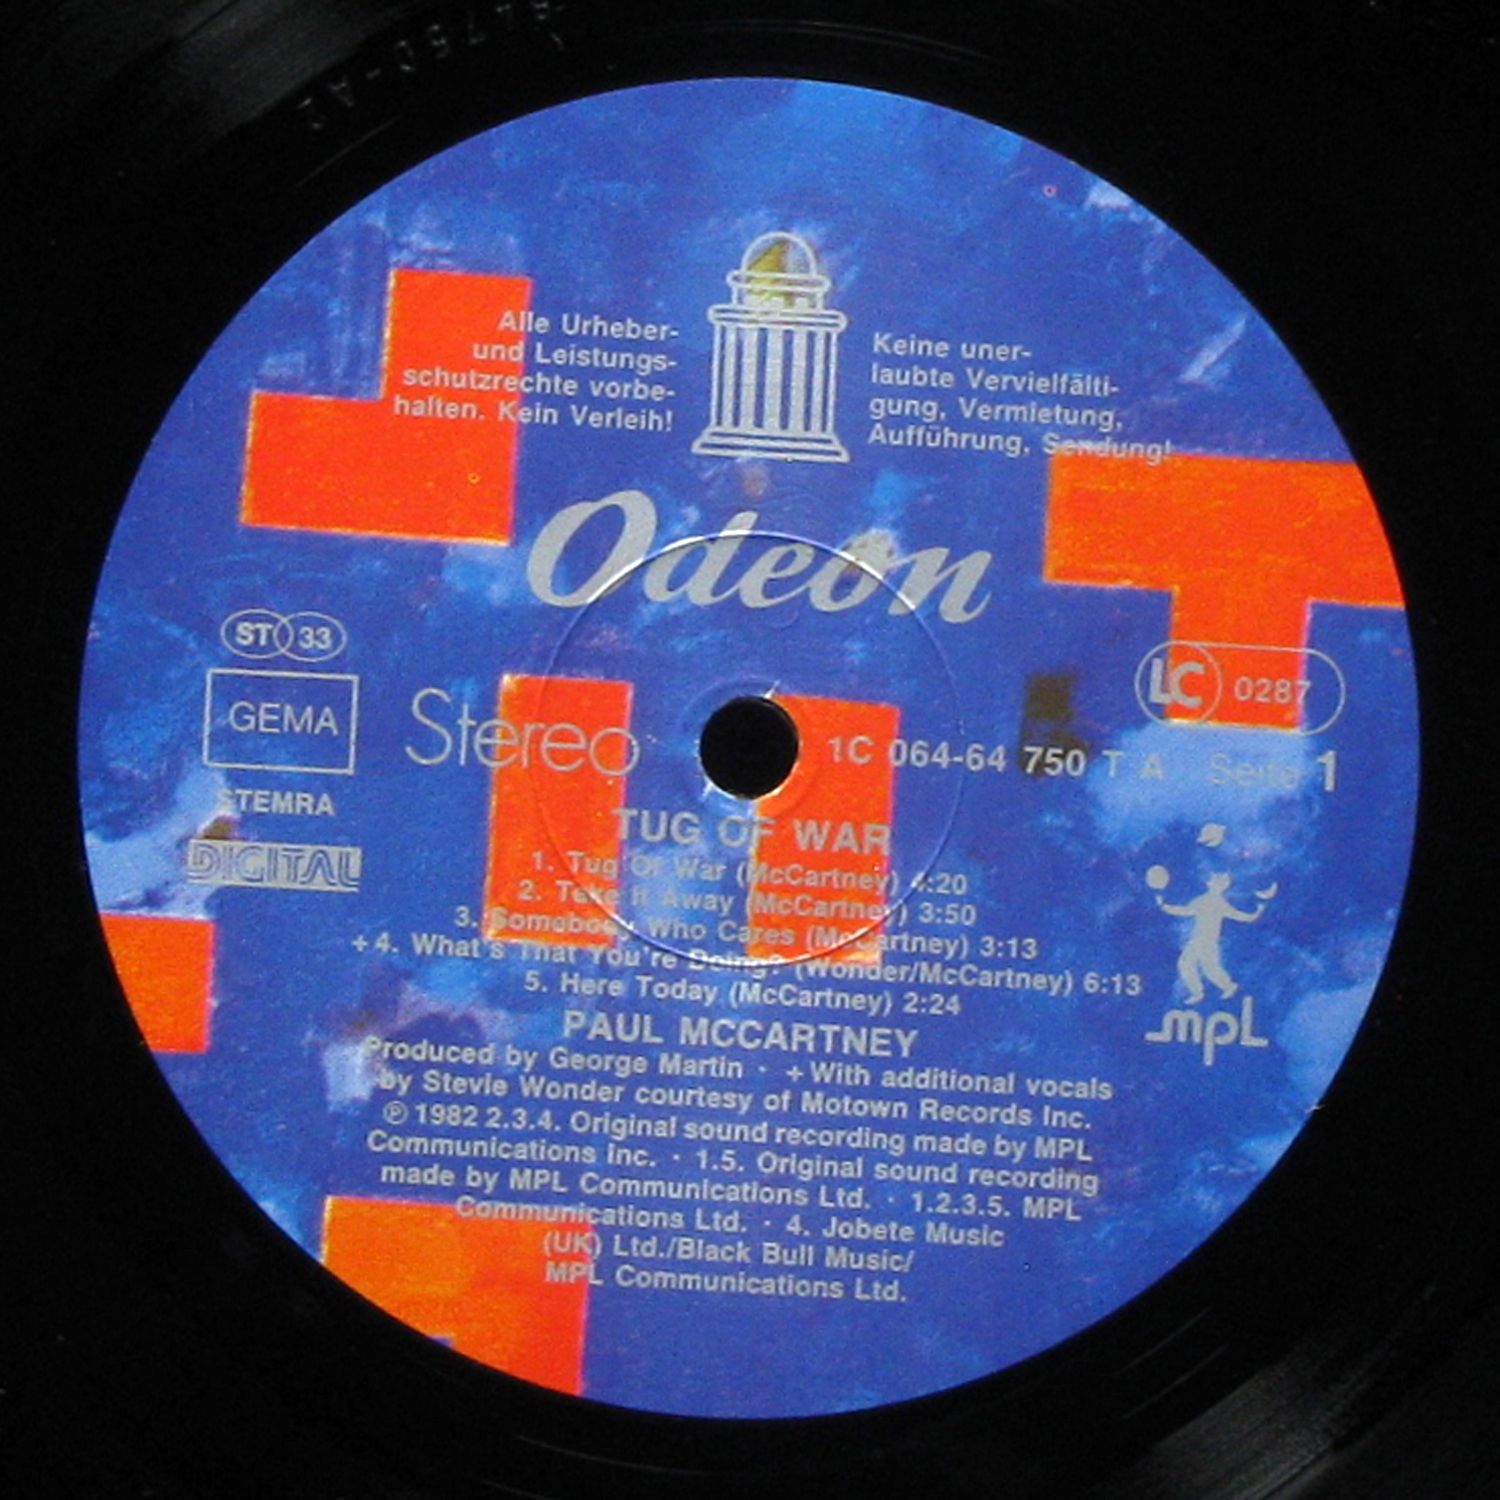 Alle Urheber-
und Leistungs-
schutzrechte vorbe-
halten. Kein Verleih!
Keine uner-
laubte Vervielfälti-
gung, Vermietung,
Aufführung, Sendung!
Odeon
ST 33
GEMA
STEMRA
DIGITAL
Stereo
LC 0287
1C 064-64 750 T A Seite 1
TUG OF WAR
1. Tug Of War (McCartney) 4:20
2. Take It Away (McCartney) 3:50
3. Somebody Who Cares (McCartney) 3:13
+4. What's That You're Doing? (Wonder/McCartney) 6:13
5. Here Today (McCartney) 2:24
PAUL MCCARTNEY
Produced by George Martin · +With additional vocals
by Stevie Wonder courtesy of Motown Records Inc.
℗ 1982 2.3.4. Original sound recording made by MPL
Communications Inc. · 1.5. Original sound recording
made by MPL Communications Ltd. · 1.2.3.5. MPL
Communications Ltd. · 4. Jobete Music
(UK) Ltd./Black Bull Music/
MPL Communications Ltd.
mpL